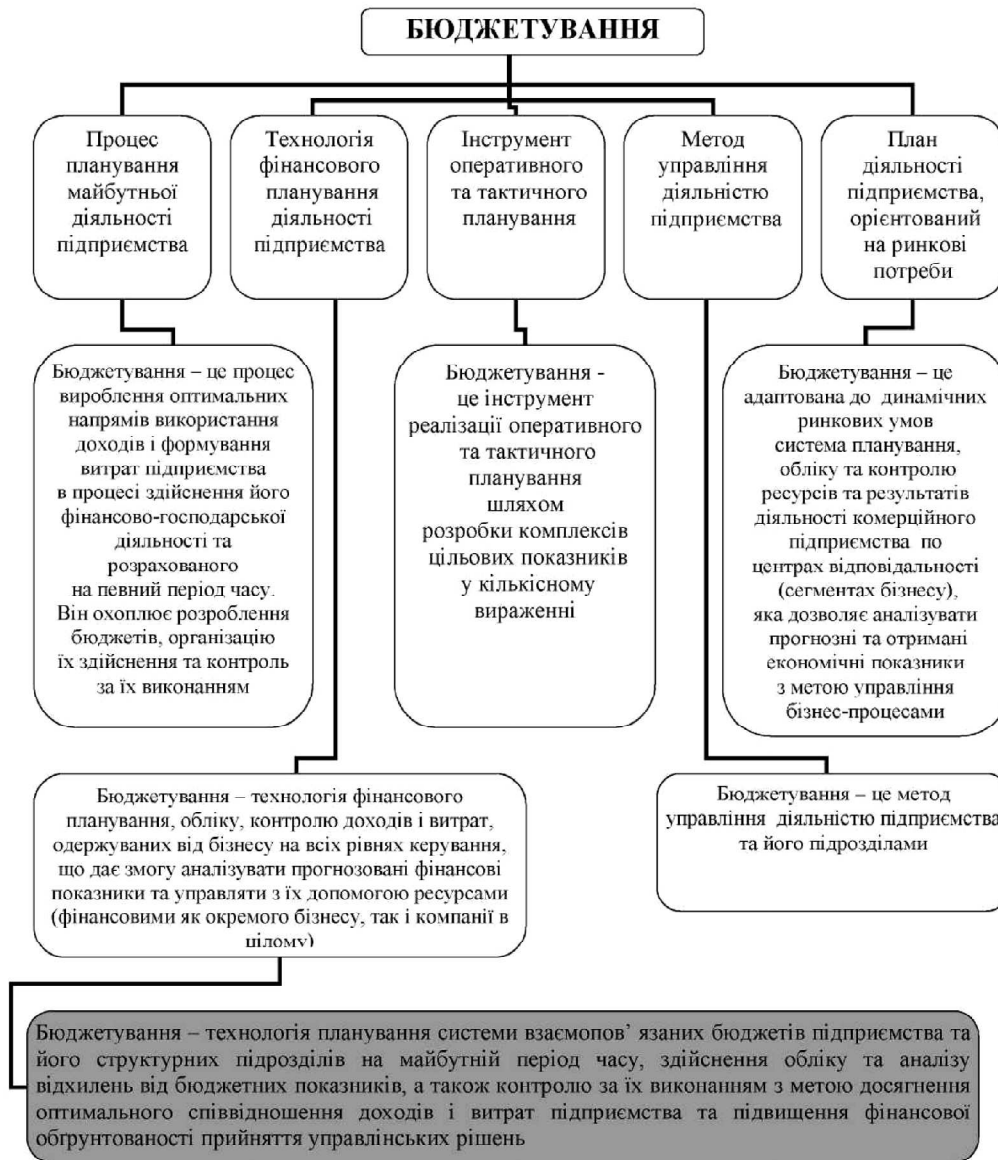 БЮДЖЕТУВАННЯ
Процес
планування
майбутньої
діяльності
підприємства
Технологія
фінансового
планування
діяльності
підприємства
Інструмент
оперативного
та тактичного
планування
Метод
управління
діяльністю
підприємства
План
діяльності
підприємства,
орієнтований
на ринкові
потреби
Бюджетування – це процес
вироблення оптимальних
напрямів використання
доходів і формування
витрат підприємства
в процесі здійснення його
фінансово-господарської
діяльності та
розрахованого
на певний період часу.
Він охоплює розроблення
бюджетів, організацію
їх здійснення та контроль
за їх виконанням
Бюджетування -
це інструмент
реалізації оперативного
та тактичного
планування
шляхом
розробки комплексів
цільових показників
у кількісному
вираженні
Бюджетування – це
адаптована до динамічних
ринкових умов
система планування,
обліку та контролю
ресурсів та результатів
діяльності комерційного
підприємства по
центрах відповідальності
(сегментах бізнесу),
яка дозволяє аналізувати
прогнозні та отримані
економічні показники
з метою управління
бізнес-процесами
Бюджетування – технологія фінансового
планування, обліку, контролю доходів і витрат,
одержуваних від бізнесу на всіх рівнях керування,
що дає змогу аналізувати прогнозовані фінансові
показники та управляти з їх допомогою ресурсами
(фінансовими як окремого бізнесу, так і компанії в
цілому)
Бюджетування – це метод
управління діяльністю підприємства
та його підрозділами
Бюджетування – технологія планування системи взаємопов’ язаних бюджетів підприємства та
його структурних підрозділів на майбутній період часу, здійснення обліку та аналізу
відхилень від бюджетних показників, а також контролю за їх виконанням з метою досягнення
оптимального співвідношення доходів і витрат підприємства та підвищення фінансової
обґрунтованості прийняття управлінських рішень